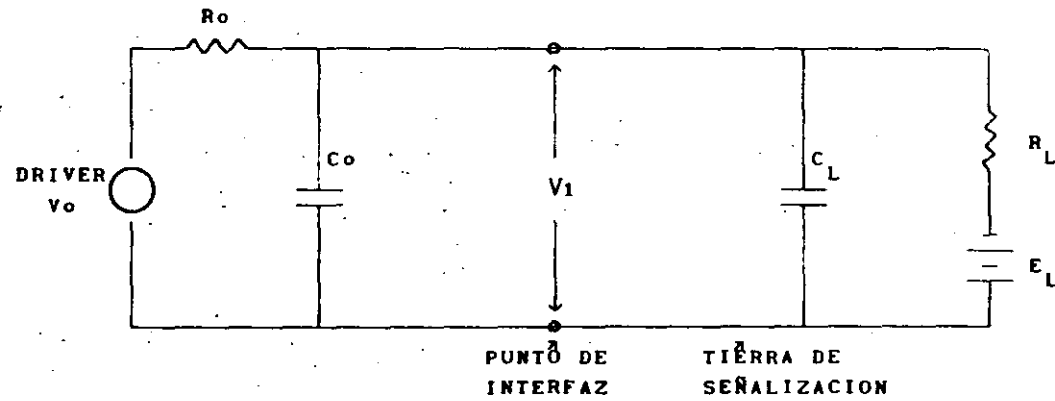 Ro
DRIVER
Vo
Co
V1
CL
RL
EL
PUNTO DE
INTERFAZ
TIERRA DE
SEÑALIZACION